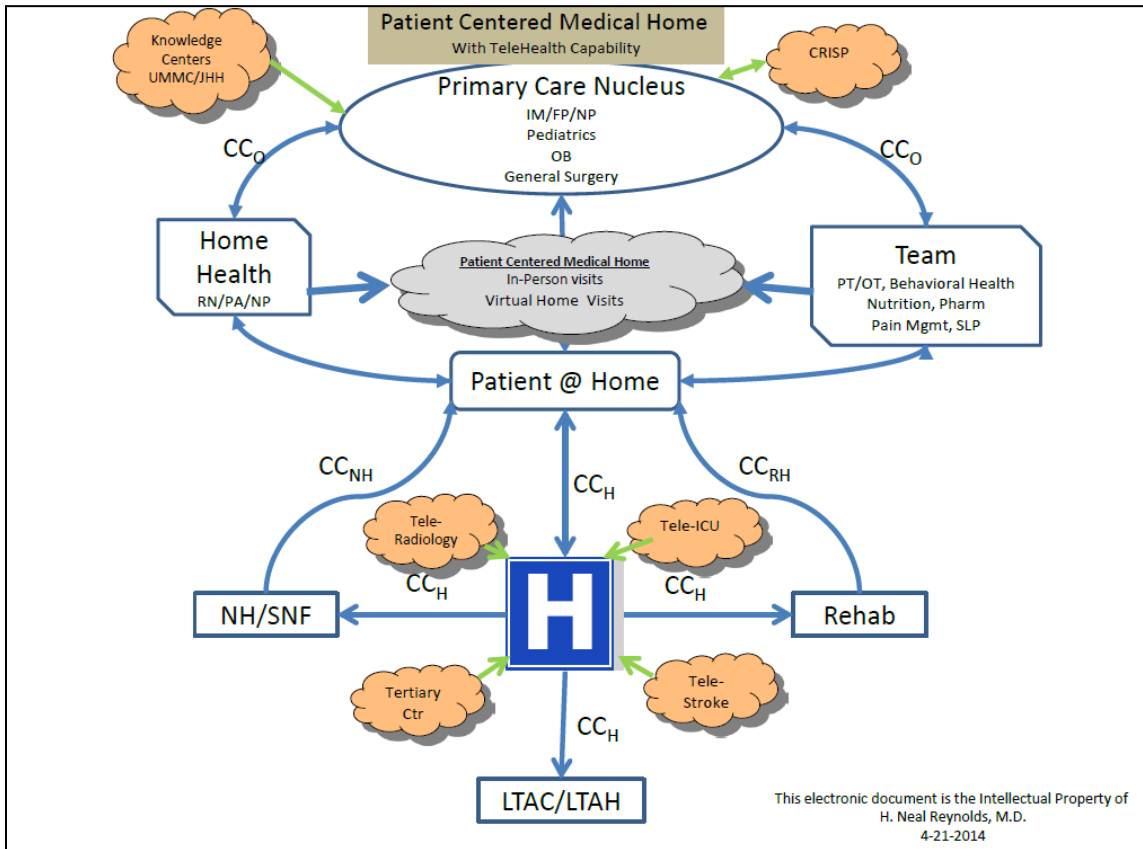 Patient Centered Medical Home
With TeleHealth Capability
Knowledge
Centers
UMMC/JHH
CRISP
Primary Care Nucleus
IM/FP/NP
Pediatrics
OB
General Surgery
CCO
CCO
Home
Health
RN/PA/NP
Patient Centered Medical Home
In-Person visits
Virtual Home Visits
Team
PT/OT, Behavioral Health
Nutrition, Pharm
Pain Mgmt, SLP
Patient @ Home
CCNH
CCH
CCRH
Tele-
Radiology
Tele-ICU
NH/SNF
CCH
H
CCH
Rehab
Tertiary
Ctr
Tele-
Stroke
CCH
LTAC/LTAH
This electronic document is the Intellectual Property of
H. Neal Reynolds, M.D.
4-21-2014